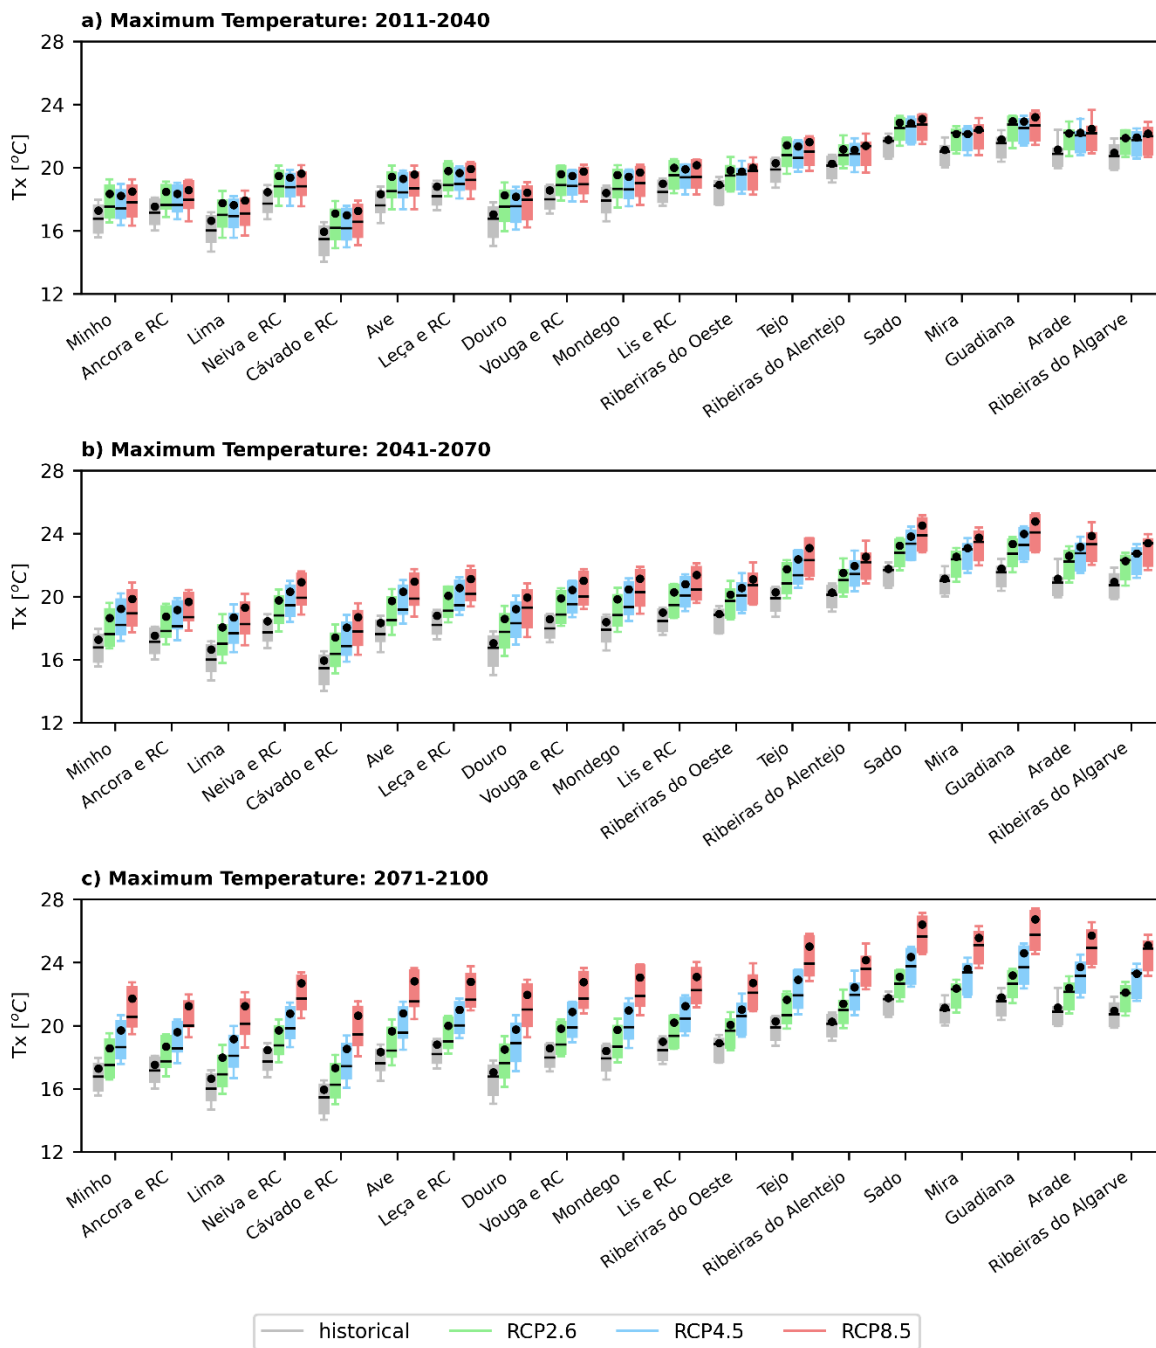 a) Maximum Temperature: 2011-2040
Tx [°C]
28
24
20
16
12
Minho
Ancora e RC
Lima
Neiva e RC
Cávado e RC
Ave
Leça e RC
Douro
Vouga e RC
Mondego
Lis e RC
Riberiras do Oeste
Tejo
Ribeiras do Alentejo
Sado
Mira
Guadiana
Arade
Ribeiras do Algarve
b) Maximum Temperature: 2041-2070
Tx [°C]
28
24
20
16
12
Minho
Ancora e RC
Lima
Neiva e RC
Cávado e RC
Ave
Leça e RC
Douro
Vouga e RC
Mondego
Lis e RC
Riberiras do Oeste
Tejo
Ribeiras do Alentejo
Sado
Mira
Guadiana
Arade
Ribeiras do Algarve
c) Maximum Temperature: 2071-2100
Tx [°C]
28
24
20
16
12
Minho
Ancora e RC
Lima
Neiva e RC
Cávado e RC
Ave
Leça e RC
Douro
Vouga e RC
Mondego
Lis e RC
Riberiras do Oeste
Tejo
Ribeiras do Alentejo
Sado
Mira
Guadiana
Arade
Ribeiras do Algarve
historical RCP2.6 RCP4.5 RCP8.5